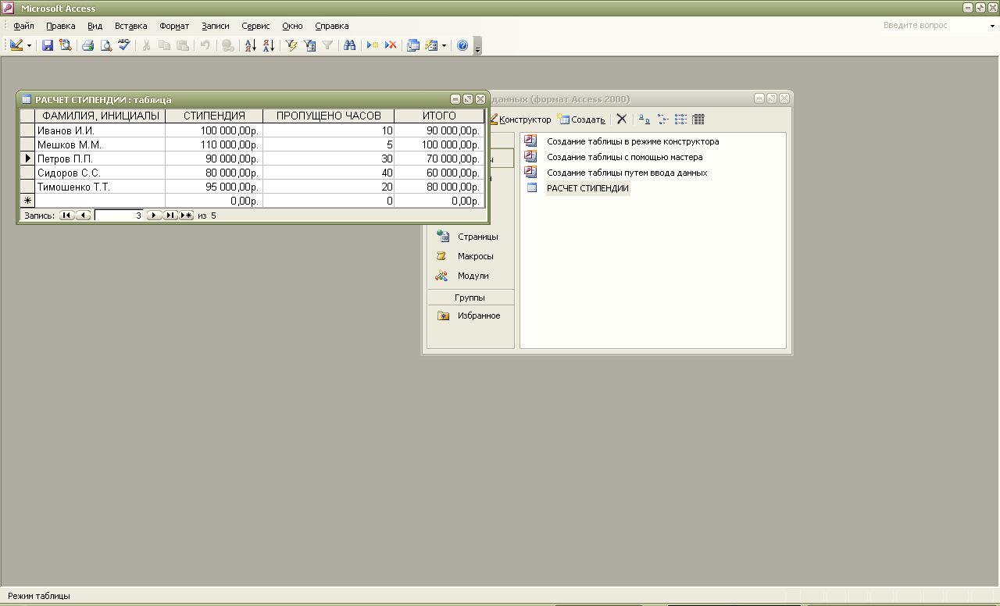 Microsoft Access
Файл Правка Вид Вставка Формат Записи Сервис Окно Справка Введите вопрос
РАСЧЕТ СТИПЕНДИИ : таблица
ФАМИЛИЯ, ИНИЦИАЛЫ СТИПЕНДИЯ ПРОПУЩЕНО ЧАСОВ ИТОГО
Иванов И.И. 100 000,00р. 10 90 000,00р.
Мешков М.М. 110 000,00р. 5 100 000,00р.
Петров П.П. 90 000,00р. 30 70 000,00р.
Сидоров С.С. 80 000,00р. 40 60 000,00р.
Тимошенко Т.Т. 95 000,00р. 20 80 000,00р.
0,00р. 0 0,00р.
Запись: 3 из 5
данных (формат Access 2000)
Конструктор Создать
Создание таблицы в режиме конструктора
Создание таблицы с помощью мастера
Создание таблицы путем ввода данных
РАСЧЕТ СТИПЕНДИИ
Страницы
Макросы
Модули
Группы
Избранное
Режим таблицы